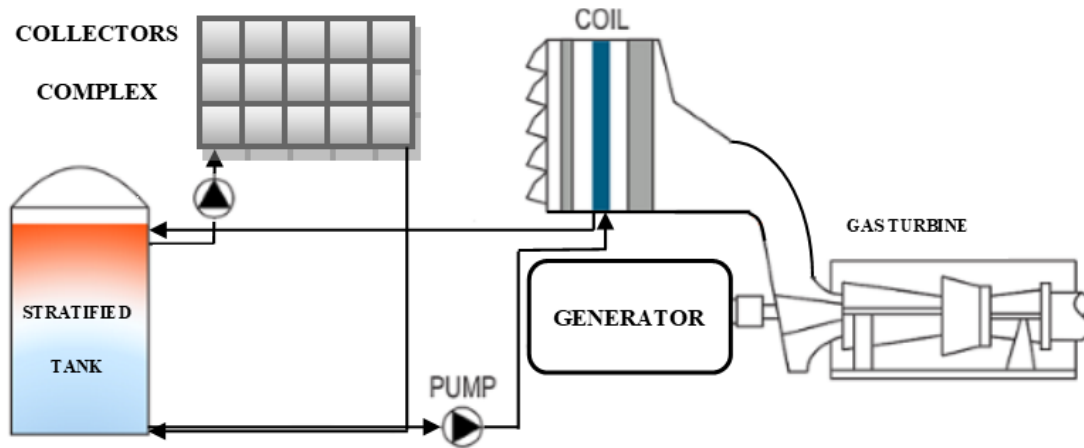 COLLECTORS
COMPLEX
COIL
GAS TURBINE
STRATIFIED
TANK
GENERATOR
PUMP